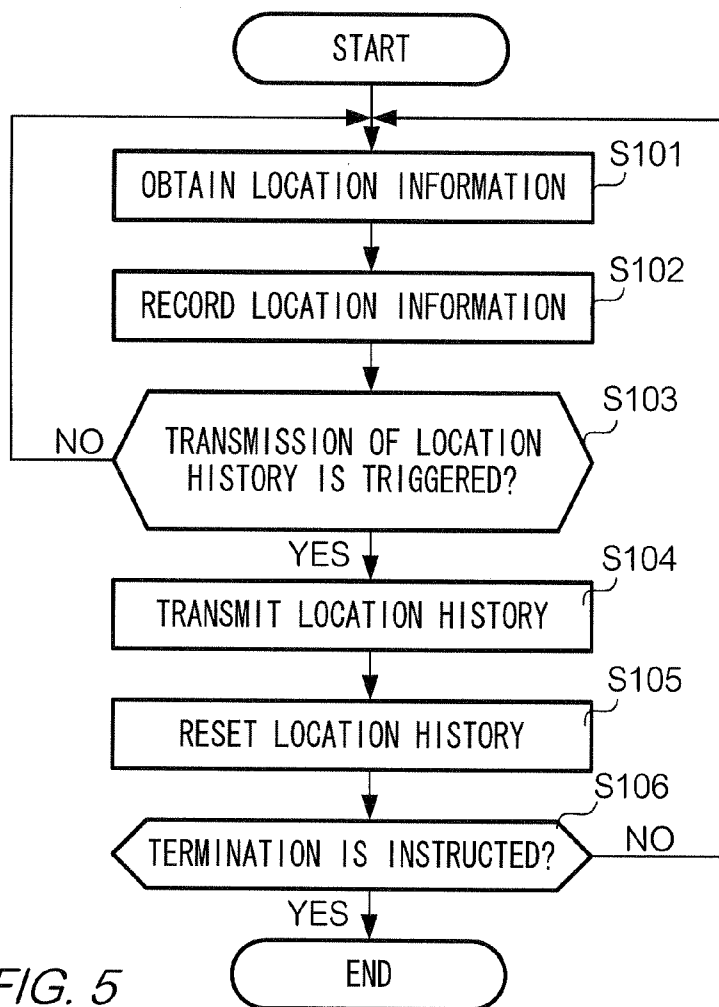 START
S101
OBTAIN LOCATION INFORMATION
S102
RECORD LOCATION INFORMATION
S103
NO
TRANSMISSION OF LOCATION
HISTORY IS TRIGGERED?
YES
S104
TRANSMIT LOCATION HISTORY
S105
RESET LOCATION HISTORY
S106
TERMINATION IS INSTRUCTED?
NO
YES
END
FIG. 5